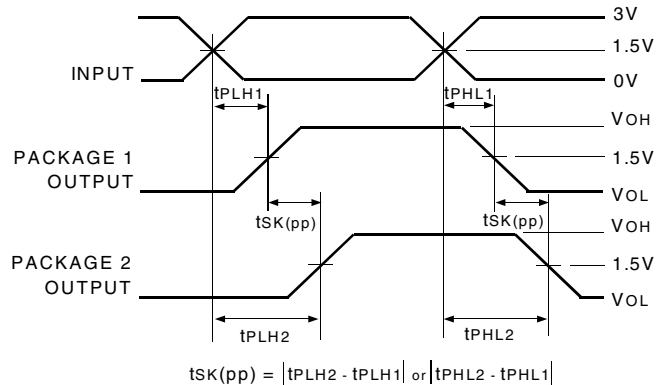 3V
1.5V
INPUT
0V
tPLH1
tPHL1
VOH
PACKAGE 1
OUTPUT
1.5V
VOL
tSK(pp)
tSK(pp)
VOH
PACKAGE 2
OUTPUT
1.5V
VOL
tPLH2
tPHL2
tSK(pp) = |tPLH2 - tPLH1| or |tPHL2 - tPHL1|